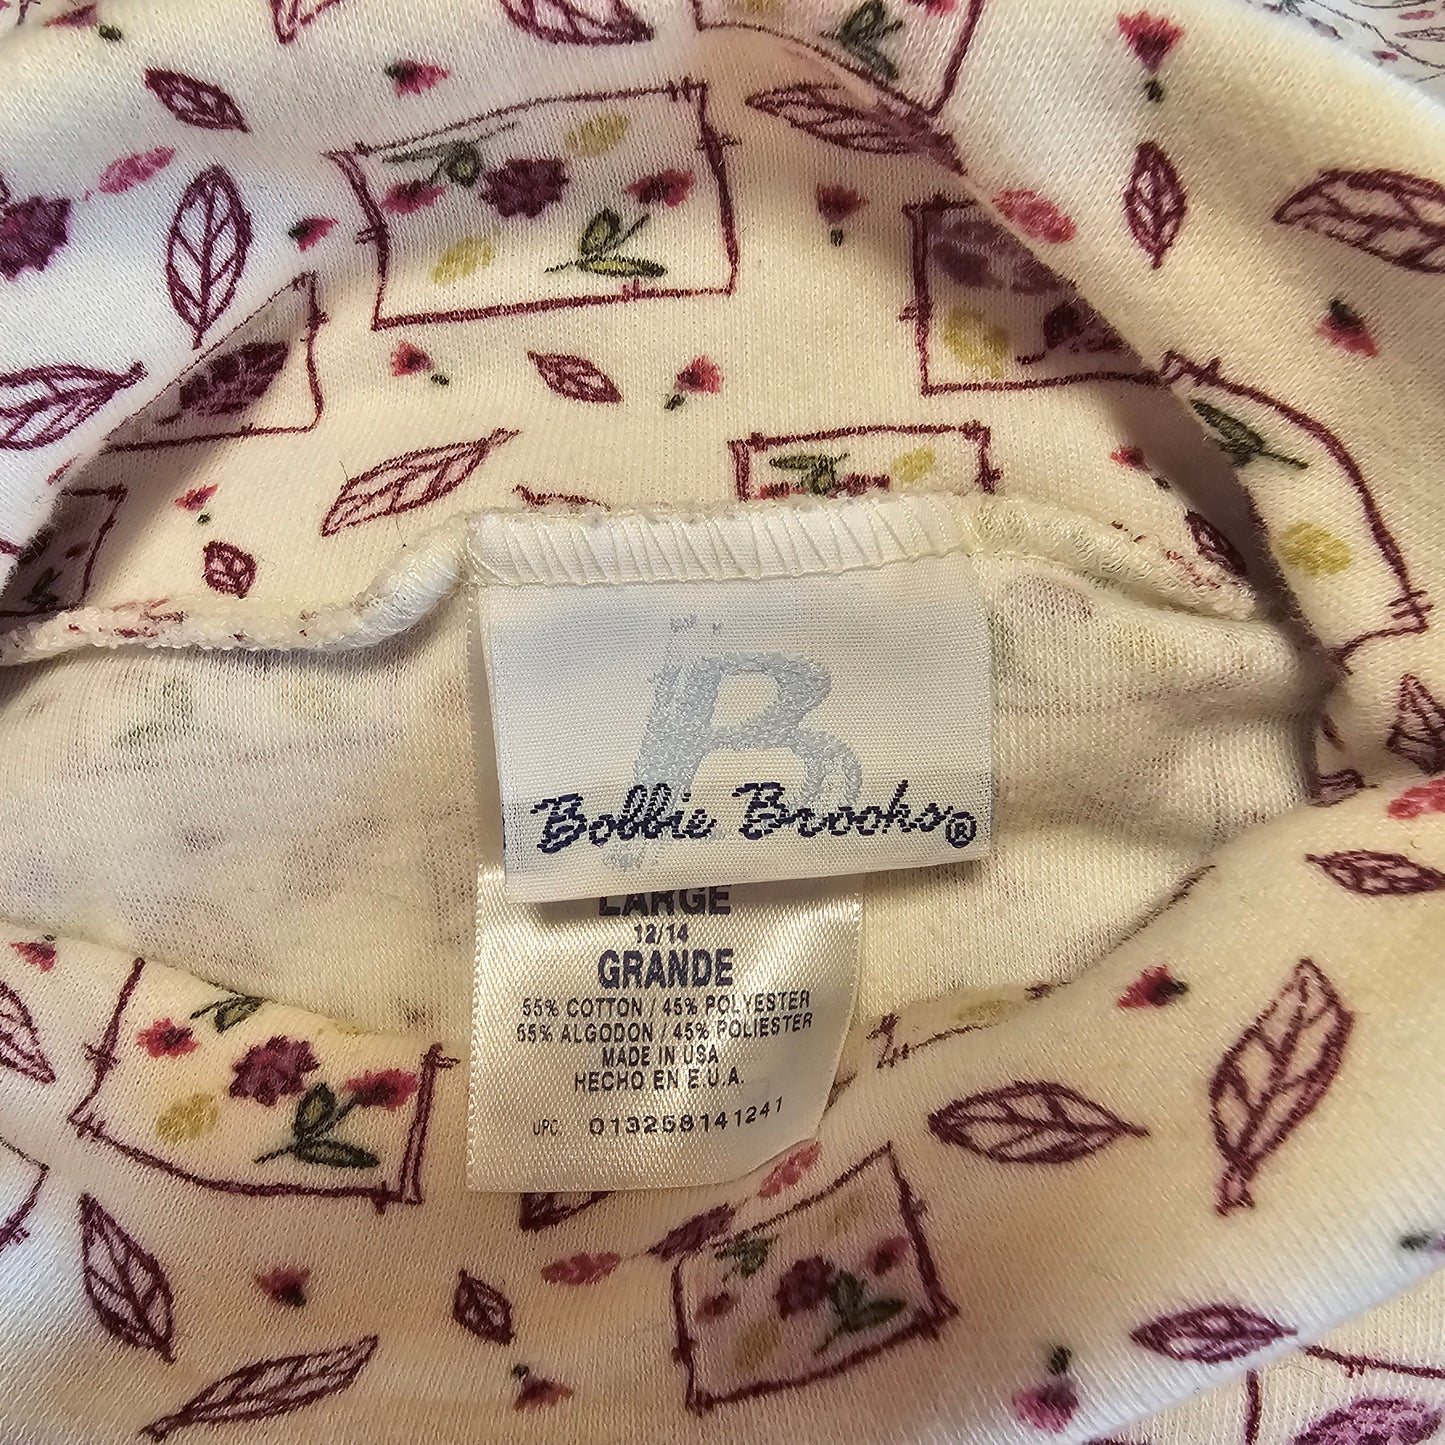 B
Bobbie Brooks®
LARGE
12/14
GRANDE
55% COTTON / 45% POLYESTER
55% ALGODON / 45% POLIESTER
MADE IN USA
HECHO EN E.U.A.
UPC: 013258141241